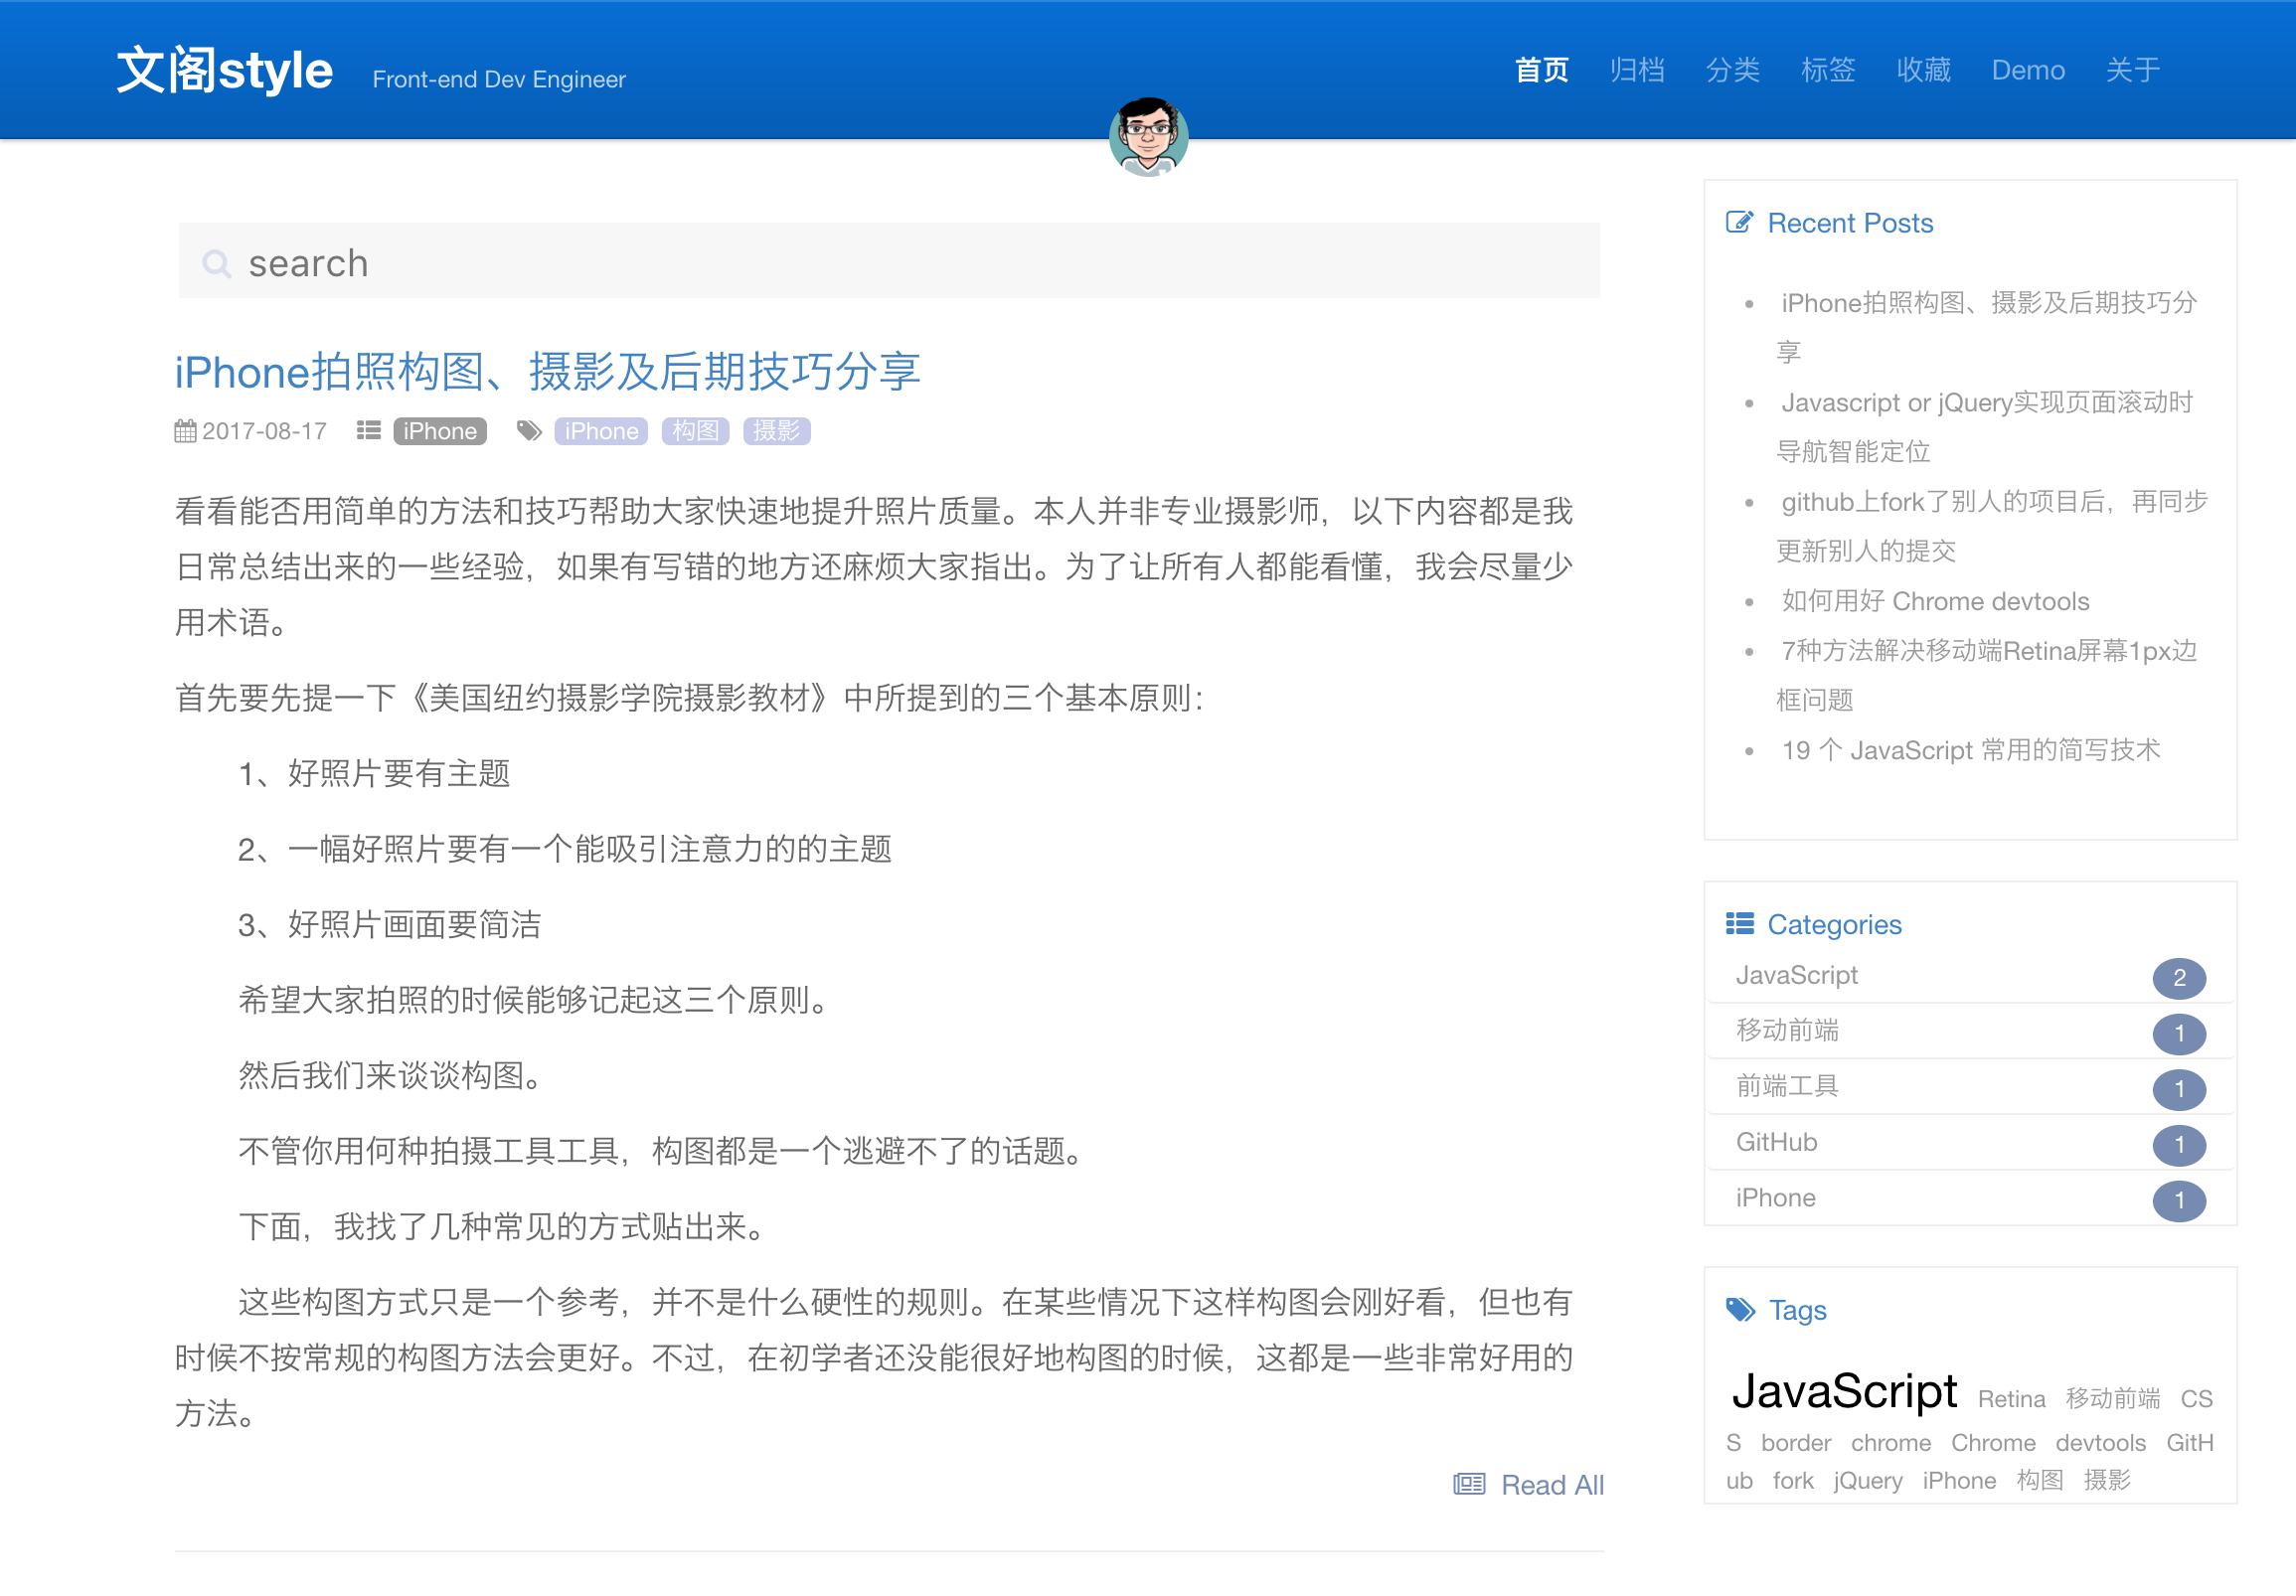 文阁style Front-end Dev Engineer
首页 归档 分类 标签 收藏 Demo 关于
search
iPhone拍照构图、摄影及后期技巧分享
2017-08-17 iPhone iPhone 构图 摄影
看看能否用简单的方法和技巧帮助大家快速地提升照片质量。本人并非专业摄影师，以下内容都是我
日常总结出来的一些经验，如果有写错的地方还麻烦大家指出。为了让所有人都能看懂，我会尽量少
用术语。
首先要先提一下《美国纽约摄影学院摄影教材》中所提到的三个基本原则：
1、好照片要有主题
2、一幅好照片要有一个能吸引注意力的的主题
3、好照片画面要简洁
希望大家拍照的时候能够记起这三个原则。
然后我们来谈谈构图。
不管你用何种拍摄工具工具，构图都是一个逃避不了的话题。
下面，我找了几种常见的方式贴出来。
这些构图方式只是一个参考，并不是什么硬性的规则。在某些情况下这样构图会刚好看，但也有
时候不按常规的构图方法会更好。不过，在初学者还没能很好地构图的时候，这都是一些非常好用的
方法。
Read All
Recent Posts
iPhone拍照构图、摄影及后期技巧分
享
Javascript or jQuery实现页面滚动时
导航智能定位
github上fork了别人的项目后，再同步
更新别人的提交
如何用好 Chrome devtools
7种方法解决移动端Retina屏幕1px边
框问题
19 个 JavaScript 常用的简写技术
Categories
JavaScript 2
移动前端 1
前端工具 1
GitHub 1
iPhone 1
Tags
JavaScript Retina 移动前端 CS
S border chrome Chrome devtools GitH
ub fork jQuery iPhone 构图 摄影